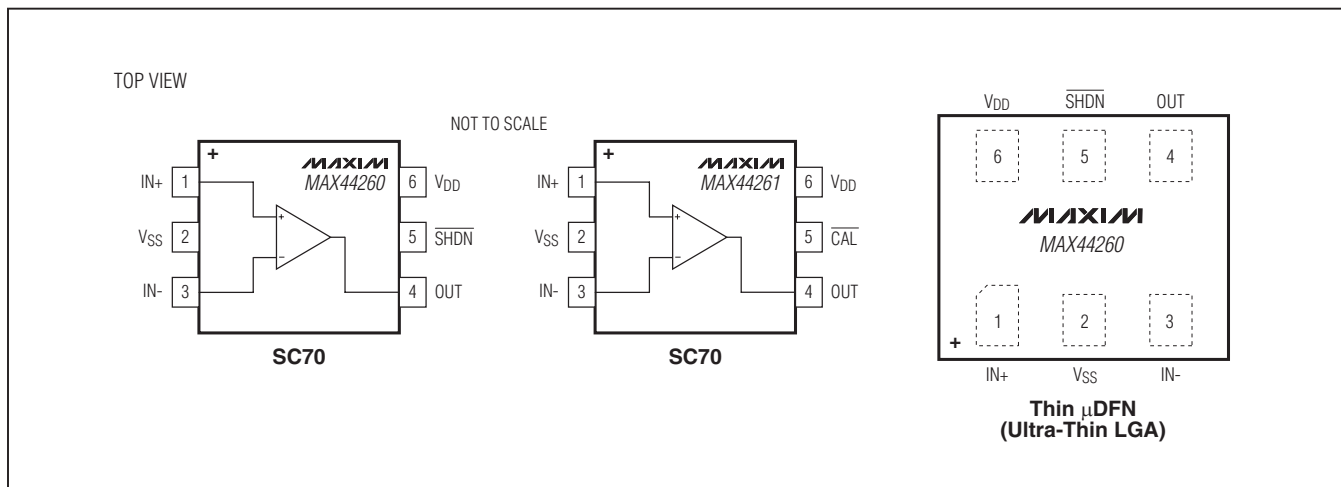 TOP VIEW
NOT TO SCALE
+
MAXIM
MAX44260
IN+ 1
VSS 2
IN- 3
6 VDD
5 SHDN
4 OUT
+
-
SC70
+
MAXIM
MAX44261
IN+ 1
VSS 2
IN- 3
6 VDD
5 CAL
4 OUT
+
-
SC70
VDD SHDN OUT
6 5 4
MAXIM
MAX44260
1 2 3
+
IN+ VSS IN-
Thin µDFN
(Ultra-Thin LGA)